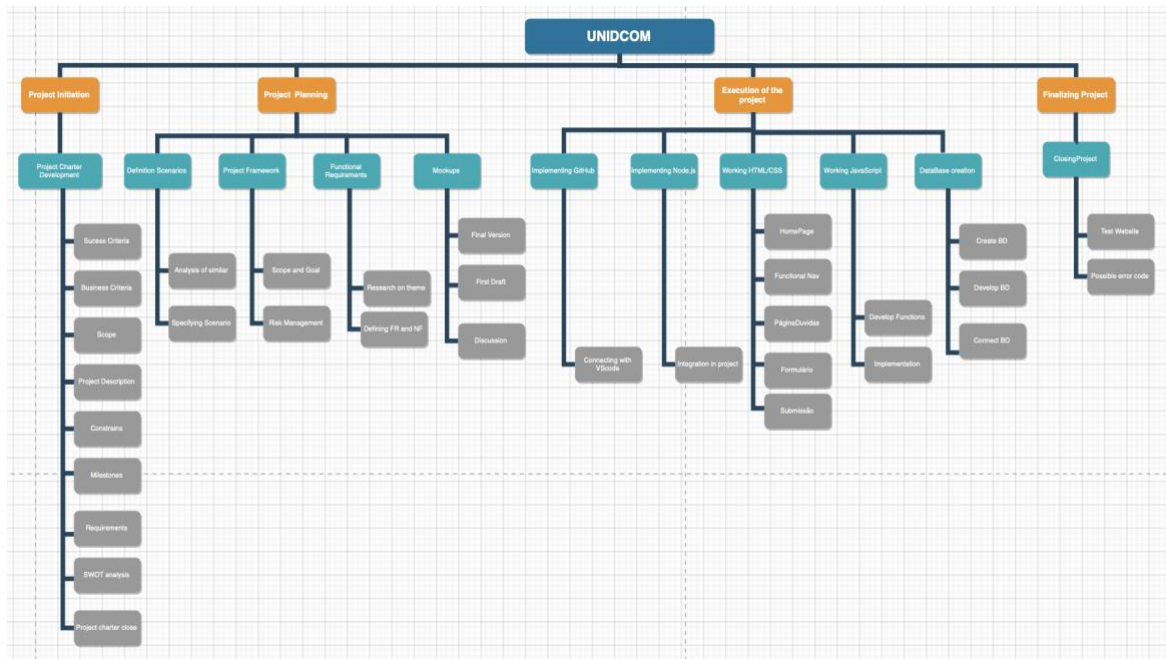 UNIDCOM
Project Initiation
Project Planning
Execution of the
project
Finalizing Project
Project Charter
Development
Definition Scenarios
Project Framework
Functional
Requirements
Mockups
Implementing GitHub
Implementing Node.js
Working HTML/CSS
Working JavaScript
DataBase creation
ClosingProject
Sucess Criteria
Business Criteria
Scope
Project Description
Constrains
Milestones
Requirements
SWOT analysis
Project charter close
Analysis of similar
Specifying Scenario
Scope and Goal
Risk Management
Research on theme
Defining FR and NF
Final Version
First Draft
Discussion
Connecting with
VScode
Integration in project
HomePage
Functional Nav
PáginaDuvidas
Formulário
Submissão
Develop Functions
Implementation
Create BD
Develop BD
Connect BD
Test Website
Possible error code